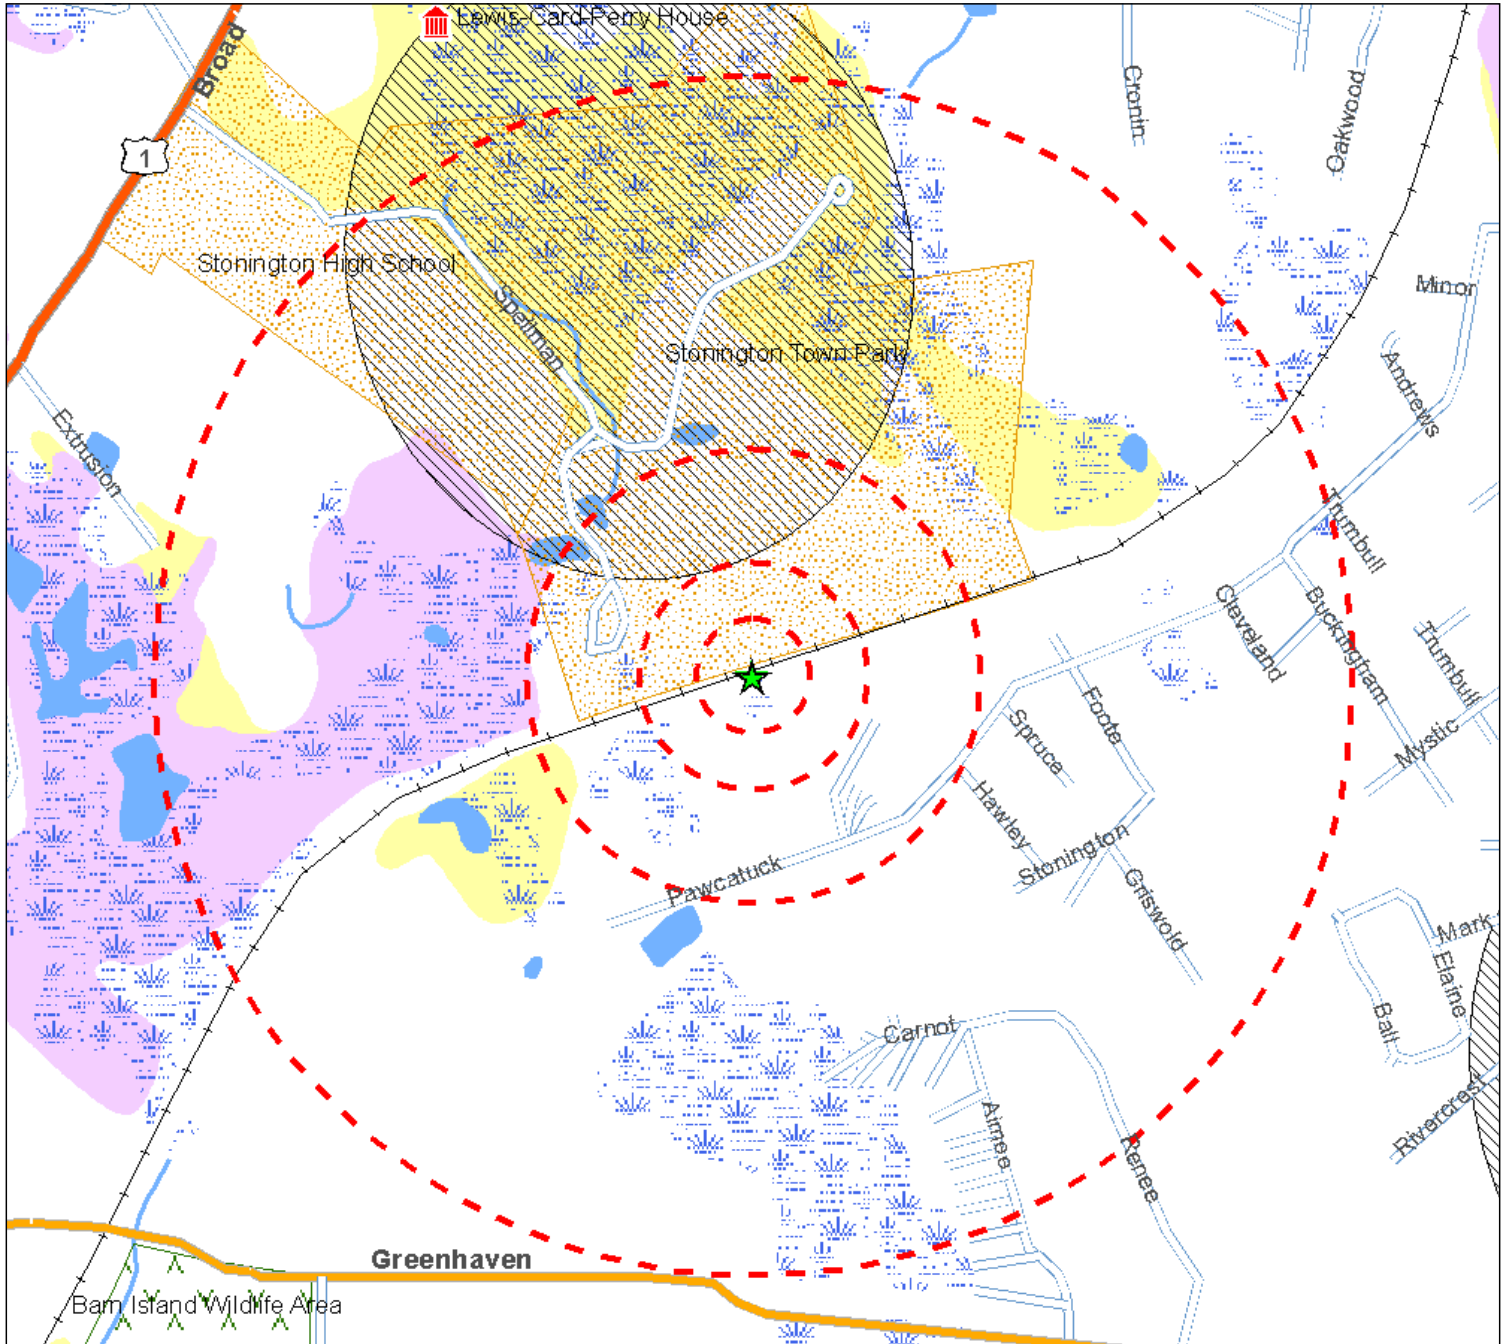 Lewis-Card-Perry House
Broad
1
Cronin
Oakwood
Stonington High School
Spellman
Minor
Stonington Town Park
Andrews
Extrusion
Trumbull
Cleveland
Buckingham
Trumbull
Foote
Spruce
Mystic
Hawley
Stonington
Pawcatuck
Griswold
Mark
Elaine
Ball
Carnot
Aimee
Renee
Rivercrest
Greenhaven
Barn Island Wildlife Area